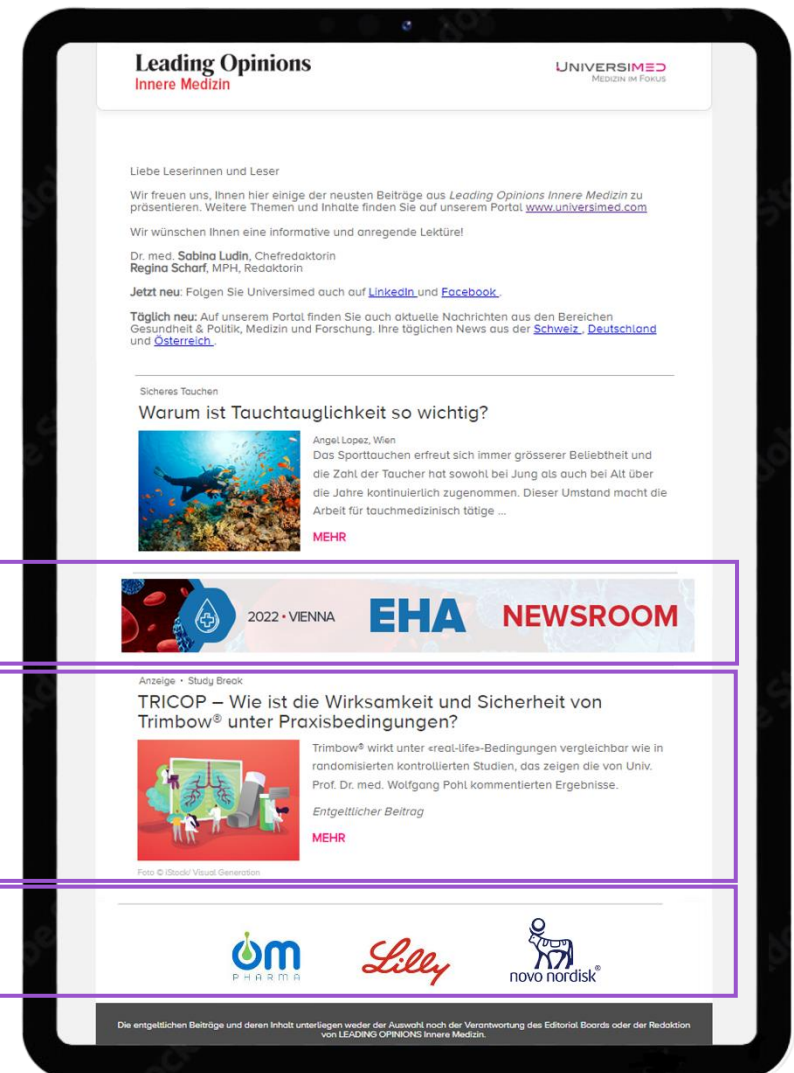 Leading Opinions
Innere Medizin
UNIVERSIMED
MEDIZIN IM FOKUS
Liebe Leserinnen und Leser
Wir freuen uns, Ihnen hier einige der neusten Beiträge aus Leading Opinions Innere Medizin zu
präsentieren. Weitere Themen und Inhalte finden Sie auf unserem Portal www.universimed.com
Wir wünschen Ihnen eine informative und anregende Lektüre!
Dr. med. Sabina Ludin, Chefredaktorin
Regina Scharf, MPH, Redaktorin
Jetzt neu: Folgen Sie Universimed auch auf LinkedIn und Facebook .
Täglich neu: Auf unserem Portal finden Sie auch aktuelle Nachrichten aus den Bereichen
Gesundheit & Politik, Medizin und Forschung. Ihre täglichen News aus der Schweiz , Deutschland
und Österreich .
Sicheres Tauchen
Warum ist Tauchtauglichkeit so wichtig?
Angel Lopez, Wien
Das Sporttauchen erfreut sich immer grösserer Beliebtheit und
die Zahl der Taucher hat sowohl bei Jung als auch bei Alt über
die Jahre kontinuierlich zugenommen. Dieser Umstand macht die
Arbeit für tauchmedizinisch tätige ...
MEHR
2022 • VIENNA EHA NEWSROOM
Anzeige • Study Break
TRICOP – Wie ist die Wirksamkeit und Sicherheit von
Trimbow® unter Praxisbedingungen?
Trimbow® wirkt unter «real-life»-Bedingungen vergleichbar wie in
randomisierten kontrollierten Studien, das zeigen die von Univ.
Prof. Dr. med. Wolfgang Pohl kommentierten Ergebnisse.
Entgeltlicher Beitrag
MEHR
Foto © iStock/ Visual Generation
OM
PHARMA
Lilly
novo nordisk®
Die entgeltlichen Beiträge und deren Inhalt unterliegen weder der Auswahl noch der Verantwortung des Editorial Boards oder der Redaktion
von LEADING OPINIONS Innere Medizin.